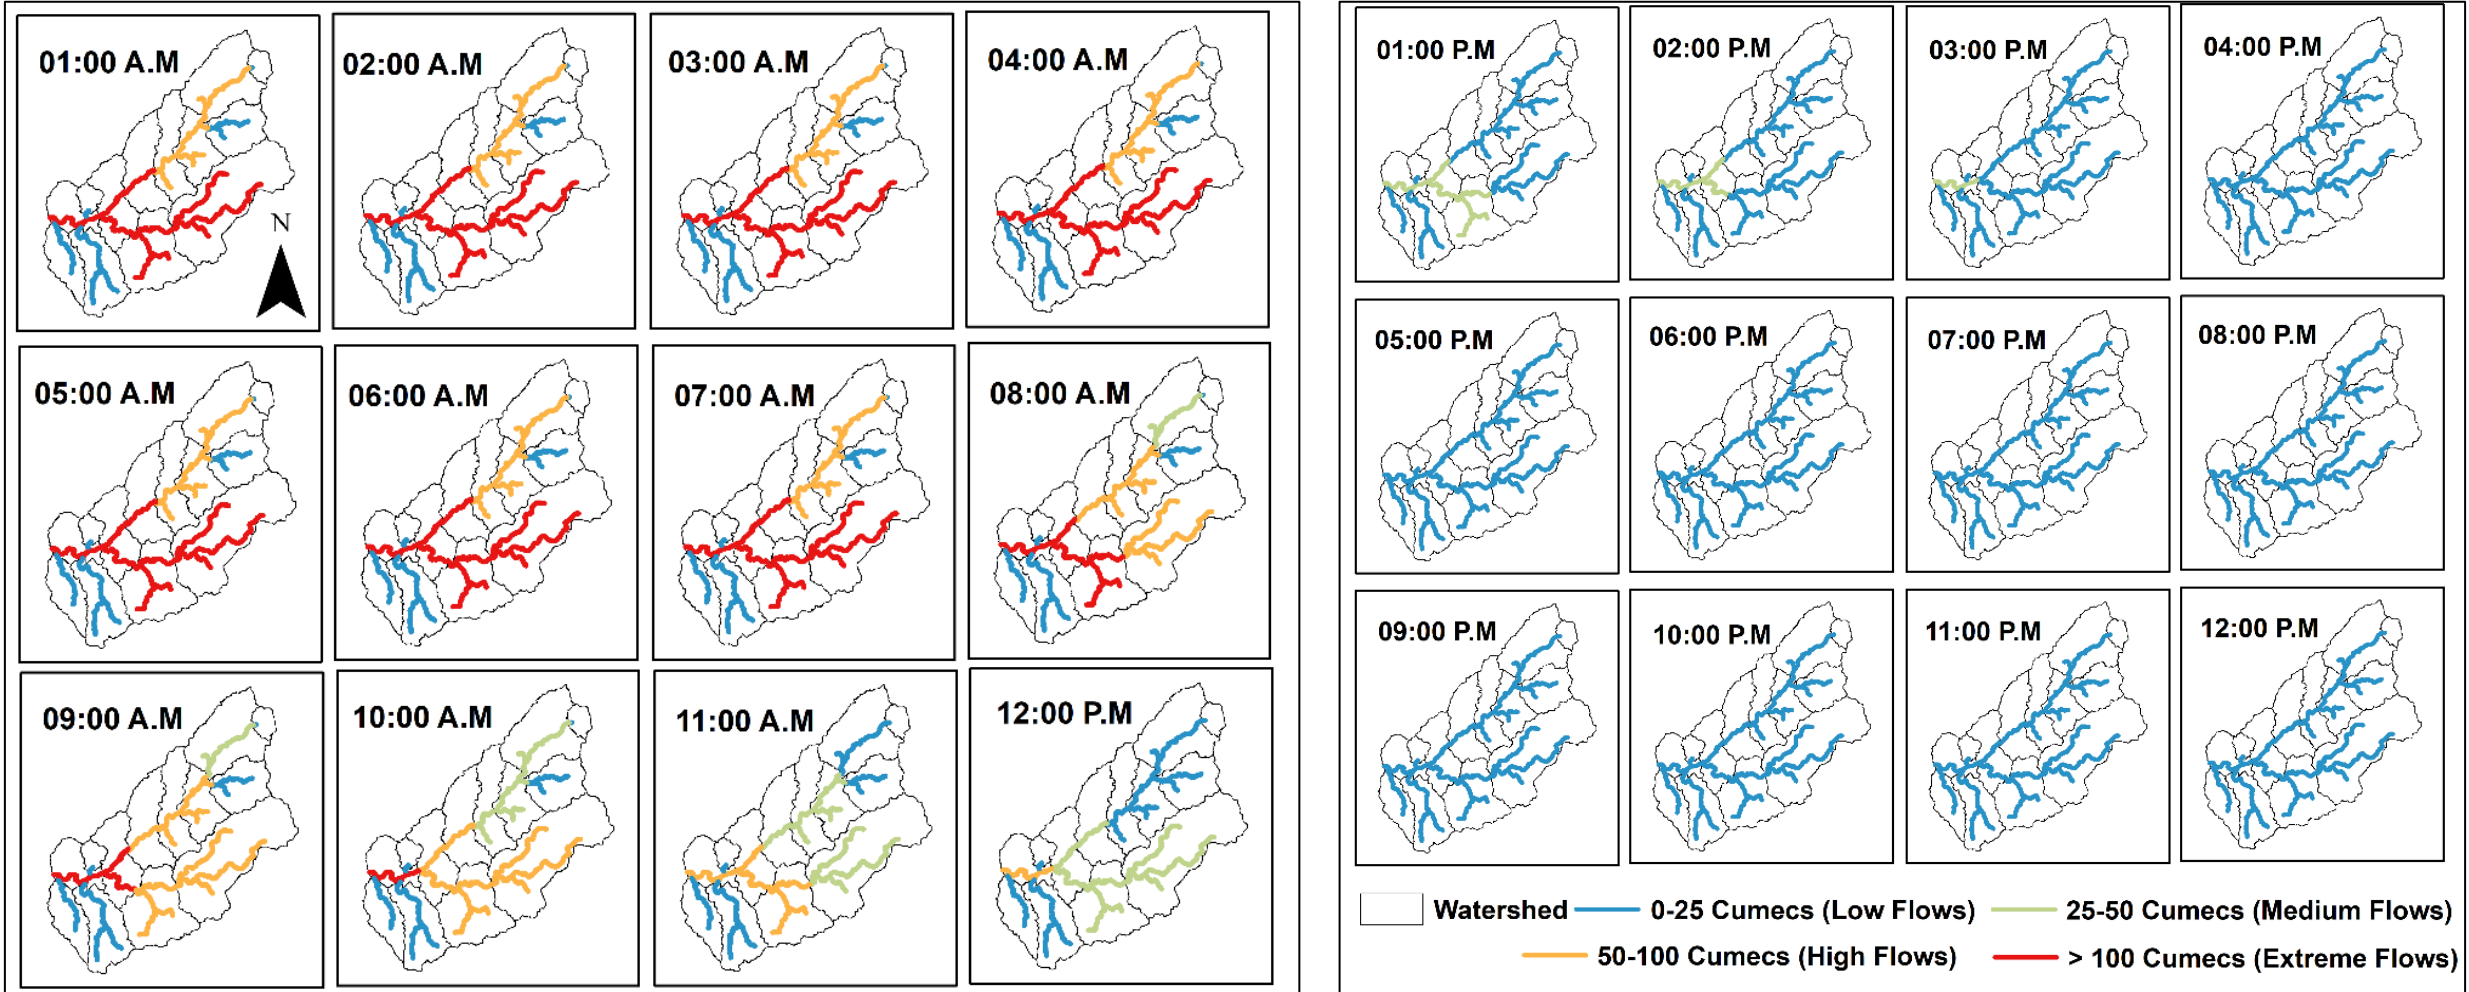 01:00 A.M
02:00 A.M
03:00 A.M
04:00 A.M
N
05:00 A.M
06:00 A.M
07:00 A.M
08:00 A.M
09:00 A.M
10:00 A.M
11:00 A.M
12:00 P.M
01:00 P.M
02:00 P.M
03:00 P.M
04:00 P.M
05:00 P.M
06:00 P.M
07:00 P.M
08:00 P.M
09:00 P.M
10:00 P.M
11:00 P.M
12:00 P.M
Watershed
0-25 Cumecs (Low Flows)
25-50 Cumecs (Medium Flows)
50-100 Cumecs (High Flows)
> 100 Cumecs (Extreme Flows)